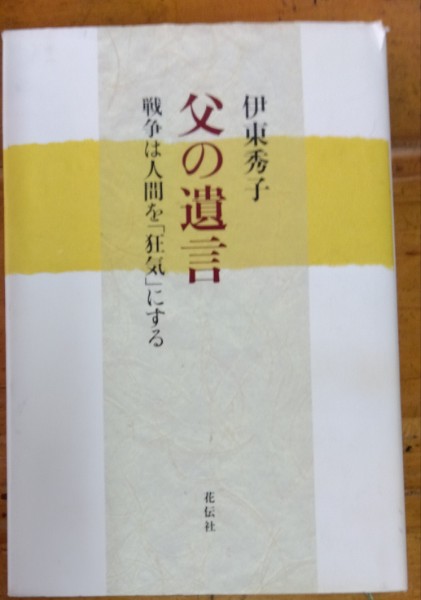 伊東秀子
父の遺言
戦争は人間を「狂気」にする
花伝社